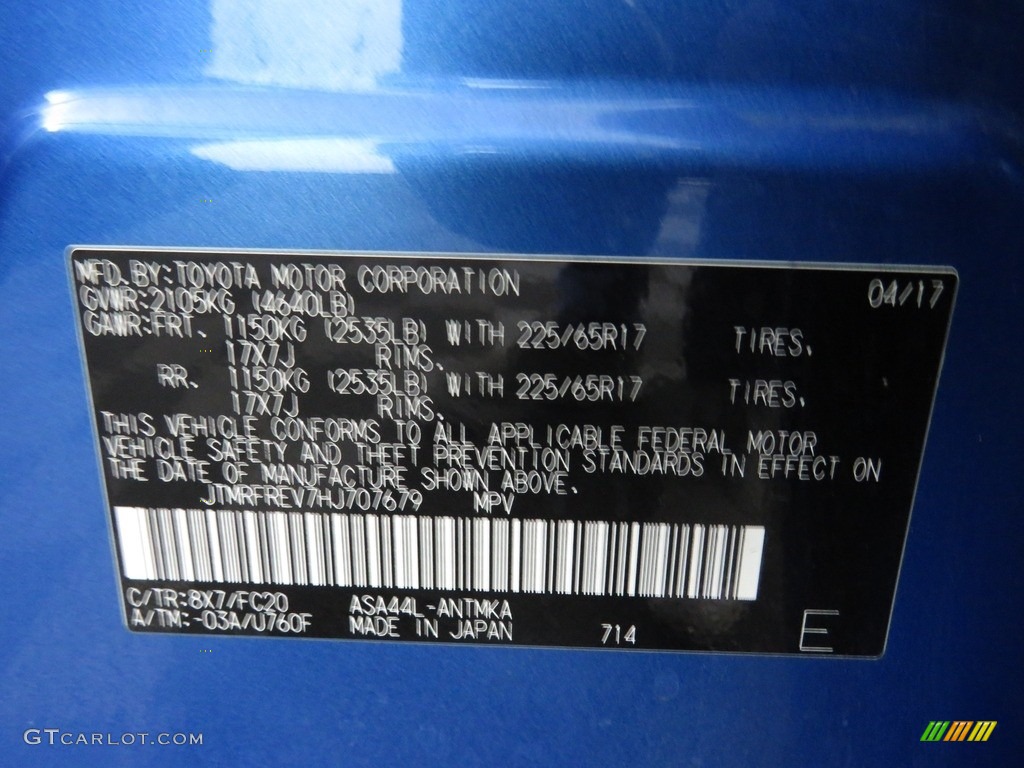 MFD. BY: TOYOTA MOTOR CORPORATION 04/17
GVWR: 2105KG (4640LB)
GAWR: FRT. 1150KG (2535LB) WITH 225/65R17 TIRES,
17X7J RIMS,
RR. 1150KG (2535LB) WITH 225/65R17 TIRES,
17X7J RIMS,
THIS VEHICLE CONFORMS TO ALL APPLICABLE FEDERAL MOTOR
VEHICLE SAFETY AND THEFT PREVENTION STANDARDS IN EFFECT ON
THE DATE OF MANUFACTURE SHOWN ABOVE.
JTMRFREV7HJ707679 MPV
C/TR: 8X7/FC20 ASA44L-ANTMKA
A/TM: -03A/U760F MADE IN JAPAN 714 E
GTCARLOT.COM